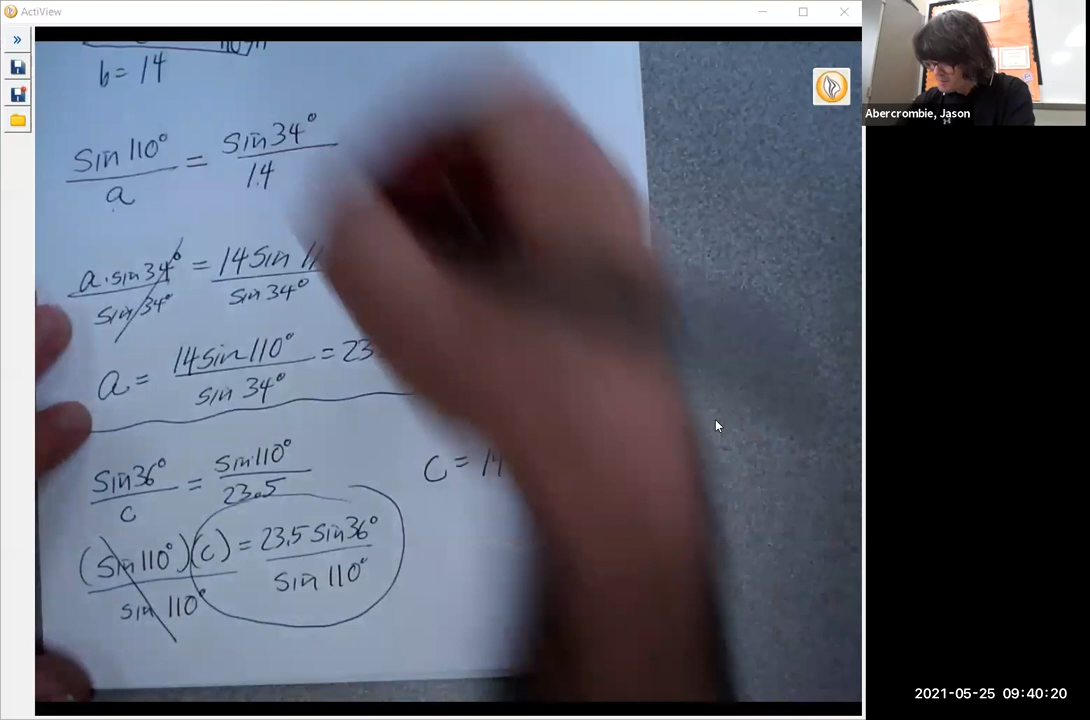 ActiView
b = 14
Abercrombie, Jason
sin 110° / a = sin 34° / 14
a · sin 34° / sin 34° = 14 sin 11 / sin 34°
a = 14 sin 110° / sin 34° = 23
sin 36° / c = sin 110° / 23.5
c = 14
(sin 110°)(c) / sin 110° = 23.5 sin 36° / sin 110°
2021-05-25 09:40:20